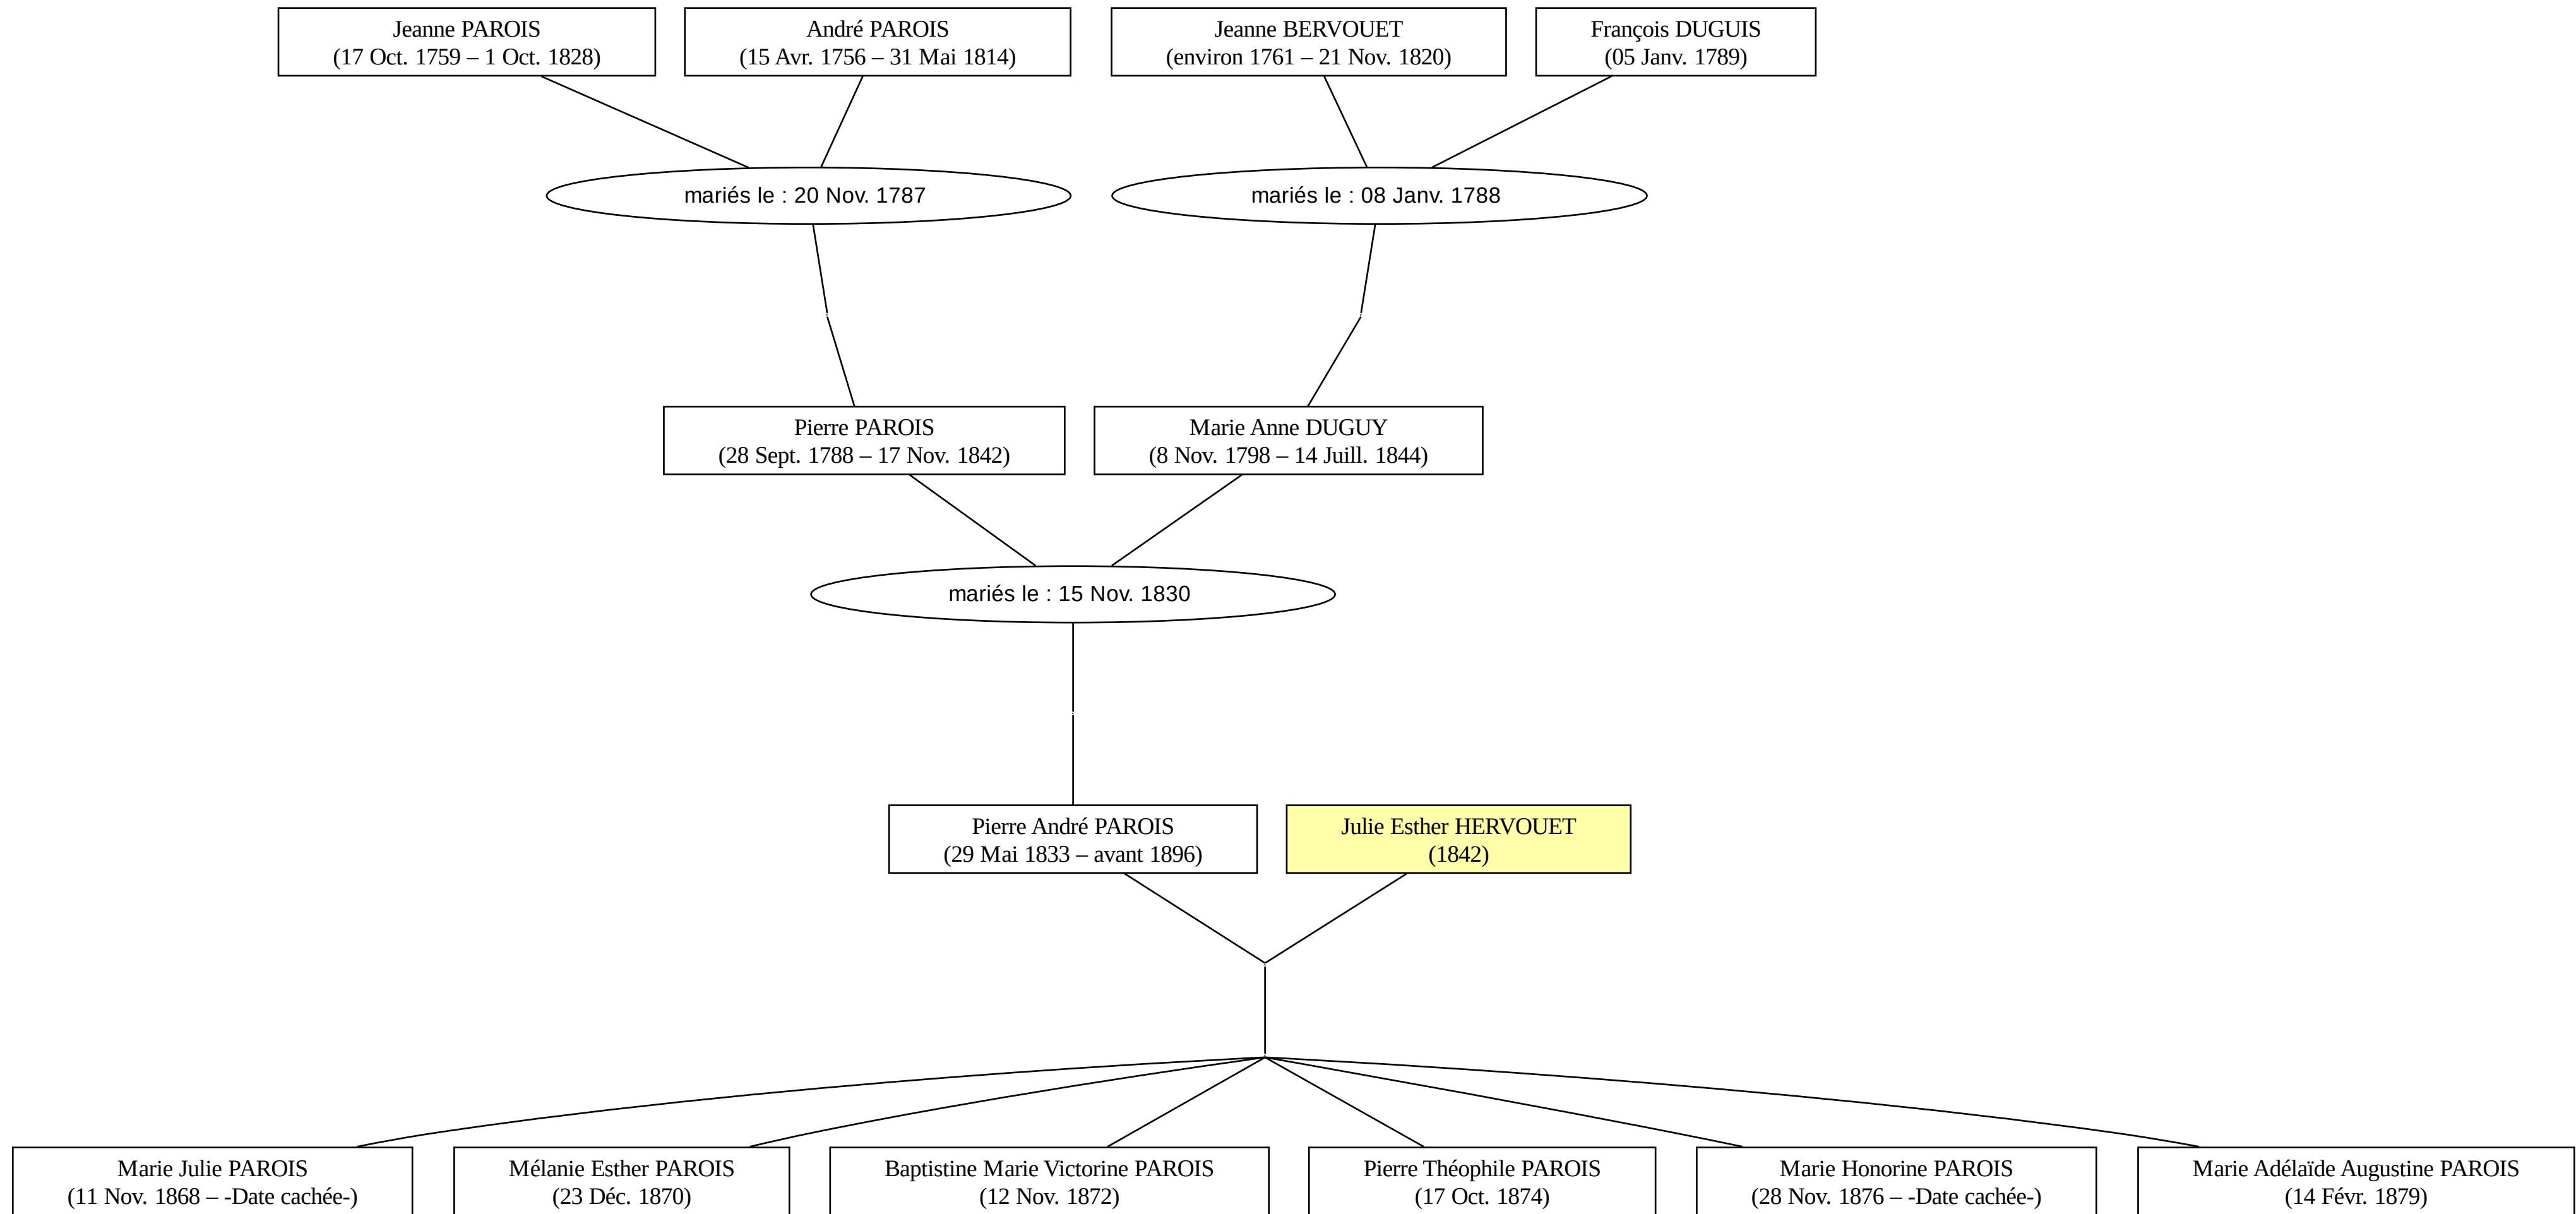 Jeanne PAROIS
(17 Oct. 1759 – 1 Oct. 1828)
André PAROIS
(15 Avr. 1756 – 31 Mai 1814)
Jeanne BERVOUET
(environ 1761 – 21 Nov. 1820)
François DUGUIS
(05 Janv. 1789)
mariés le : 20 Nov. 1787
mariés le : 08 Janv. 1788
Pierre PAROIS
(28 Sept. 1788 – 17 Nov. 1842)
Marie Anne DUGUY
(8 Nov. 1798 – 14 Juill. 1844)
mariés le : 15 Nov. 1830
Pierre André PAROIS
(29 Mai 1833 – avant 1896)
Julie Esther HERVOUET
(1842)
Marie Julie PAROIS
(11 Nov. 1868 – -Date cachée-)
Mélanie Esther PAROIS
(23 Déc. 1870)
Baptistine Marie Victorine PAROIS
(12 Nov. 1872)
Pierre Théophile PAROIS
(17 Oct. 1874)
Marie Honorine PAROIS
(28 Nov. 1876 – -Date cachée-)
Marie Adélaïde Augustine PAROIS
(14 Févr. 1879)